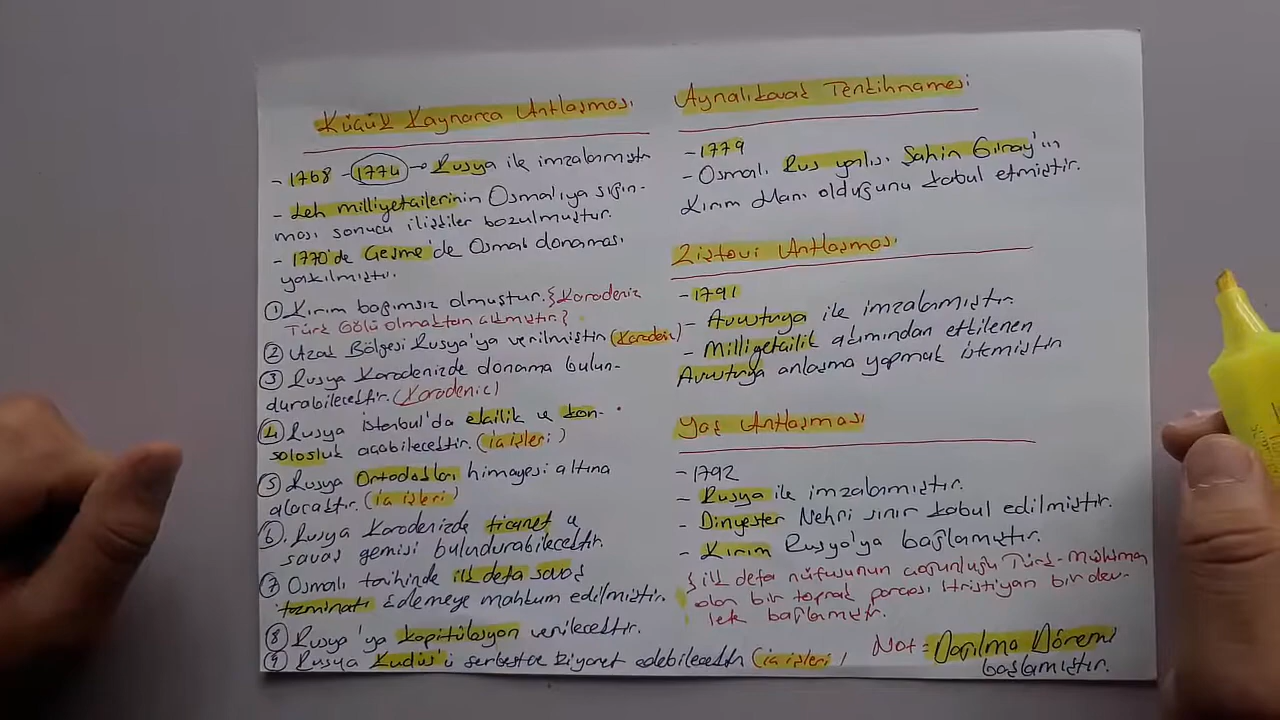 Küçük Kaynarca Antlaşması
- 1768 - 1774 → Rusya ile imzalanmıştır
- Leh milliyetçilerinin Osmanlıya sığın-
ması sonucu ilişkiler bozulmuştur.
- 1770'de Çeşme'de Osmanlı donaması
yakılmıştır.
① Kırım bağımsız olmuştur. {Karadeniz
Türk Gölü olmaktan çıkmıştır}
② Azak Bölgesi Rusya'ya verilmiştir (Karadeniz)
③ Rusya Karadenizde donama bulun-
durabilecektir. (Karadeniz)
④ Rusya İstanbul'da elçilik ve kon-
solosluk açabilecektir. (iç işleri)
⑤ Rusya Ortodoksları himayesi altına
alacaktır. (iç işleri)
⑥. Rusya Karadenizde ticaret ve
savaş gemisi buludurabilecektir.
⑦ Osmalı tarihinde ilk defa savaş
tazminatı ödemeye mahkum edilmiştir.
⑧ Rusya'ya kapitülasyon verilecektir.
⑨ Rusya Kudüs'ü serbestçe ziyaret edebilecektir (iç işleri)
Aynalıkavak Tenkihnamesi
- 1779
- Osmalı Rus yanlısı Şahin Giray'ın
Kırım Hanı olduğunu kabul etmiştir.
Ziştovi Antlaşması
- 1791
- Avusturya ile imzalanmıştır.
- Milliyetçilik akımından etkilenen
Avusturya anlaşma yapmak istemiştir
Yaş Antlaşması
- 1792
- Rusya ile imzalanmıştır.
- Dinyester Nehri sınır kabul edilmiştir.
- Kırım Rusya'ya bağlanmıştır.
{ilk defa nüfusunun çoğunluğu Türk-müslüman
olan bir toprak parçası Hristiyan bir dev-
lete bağlanmıştır.
Not = Dağılma Dönemi
başlamıştır.